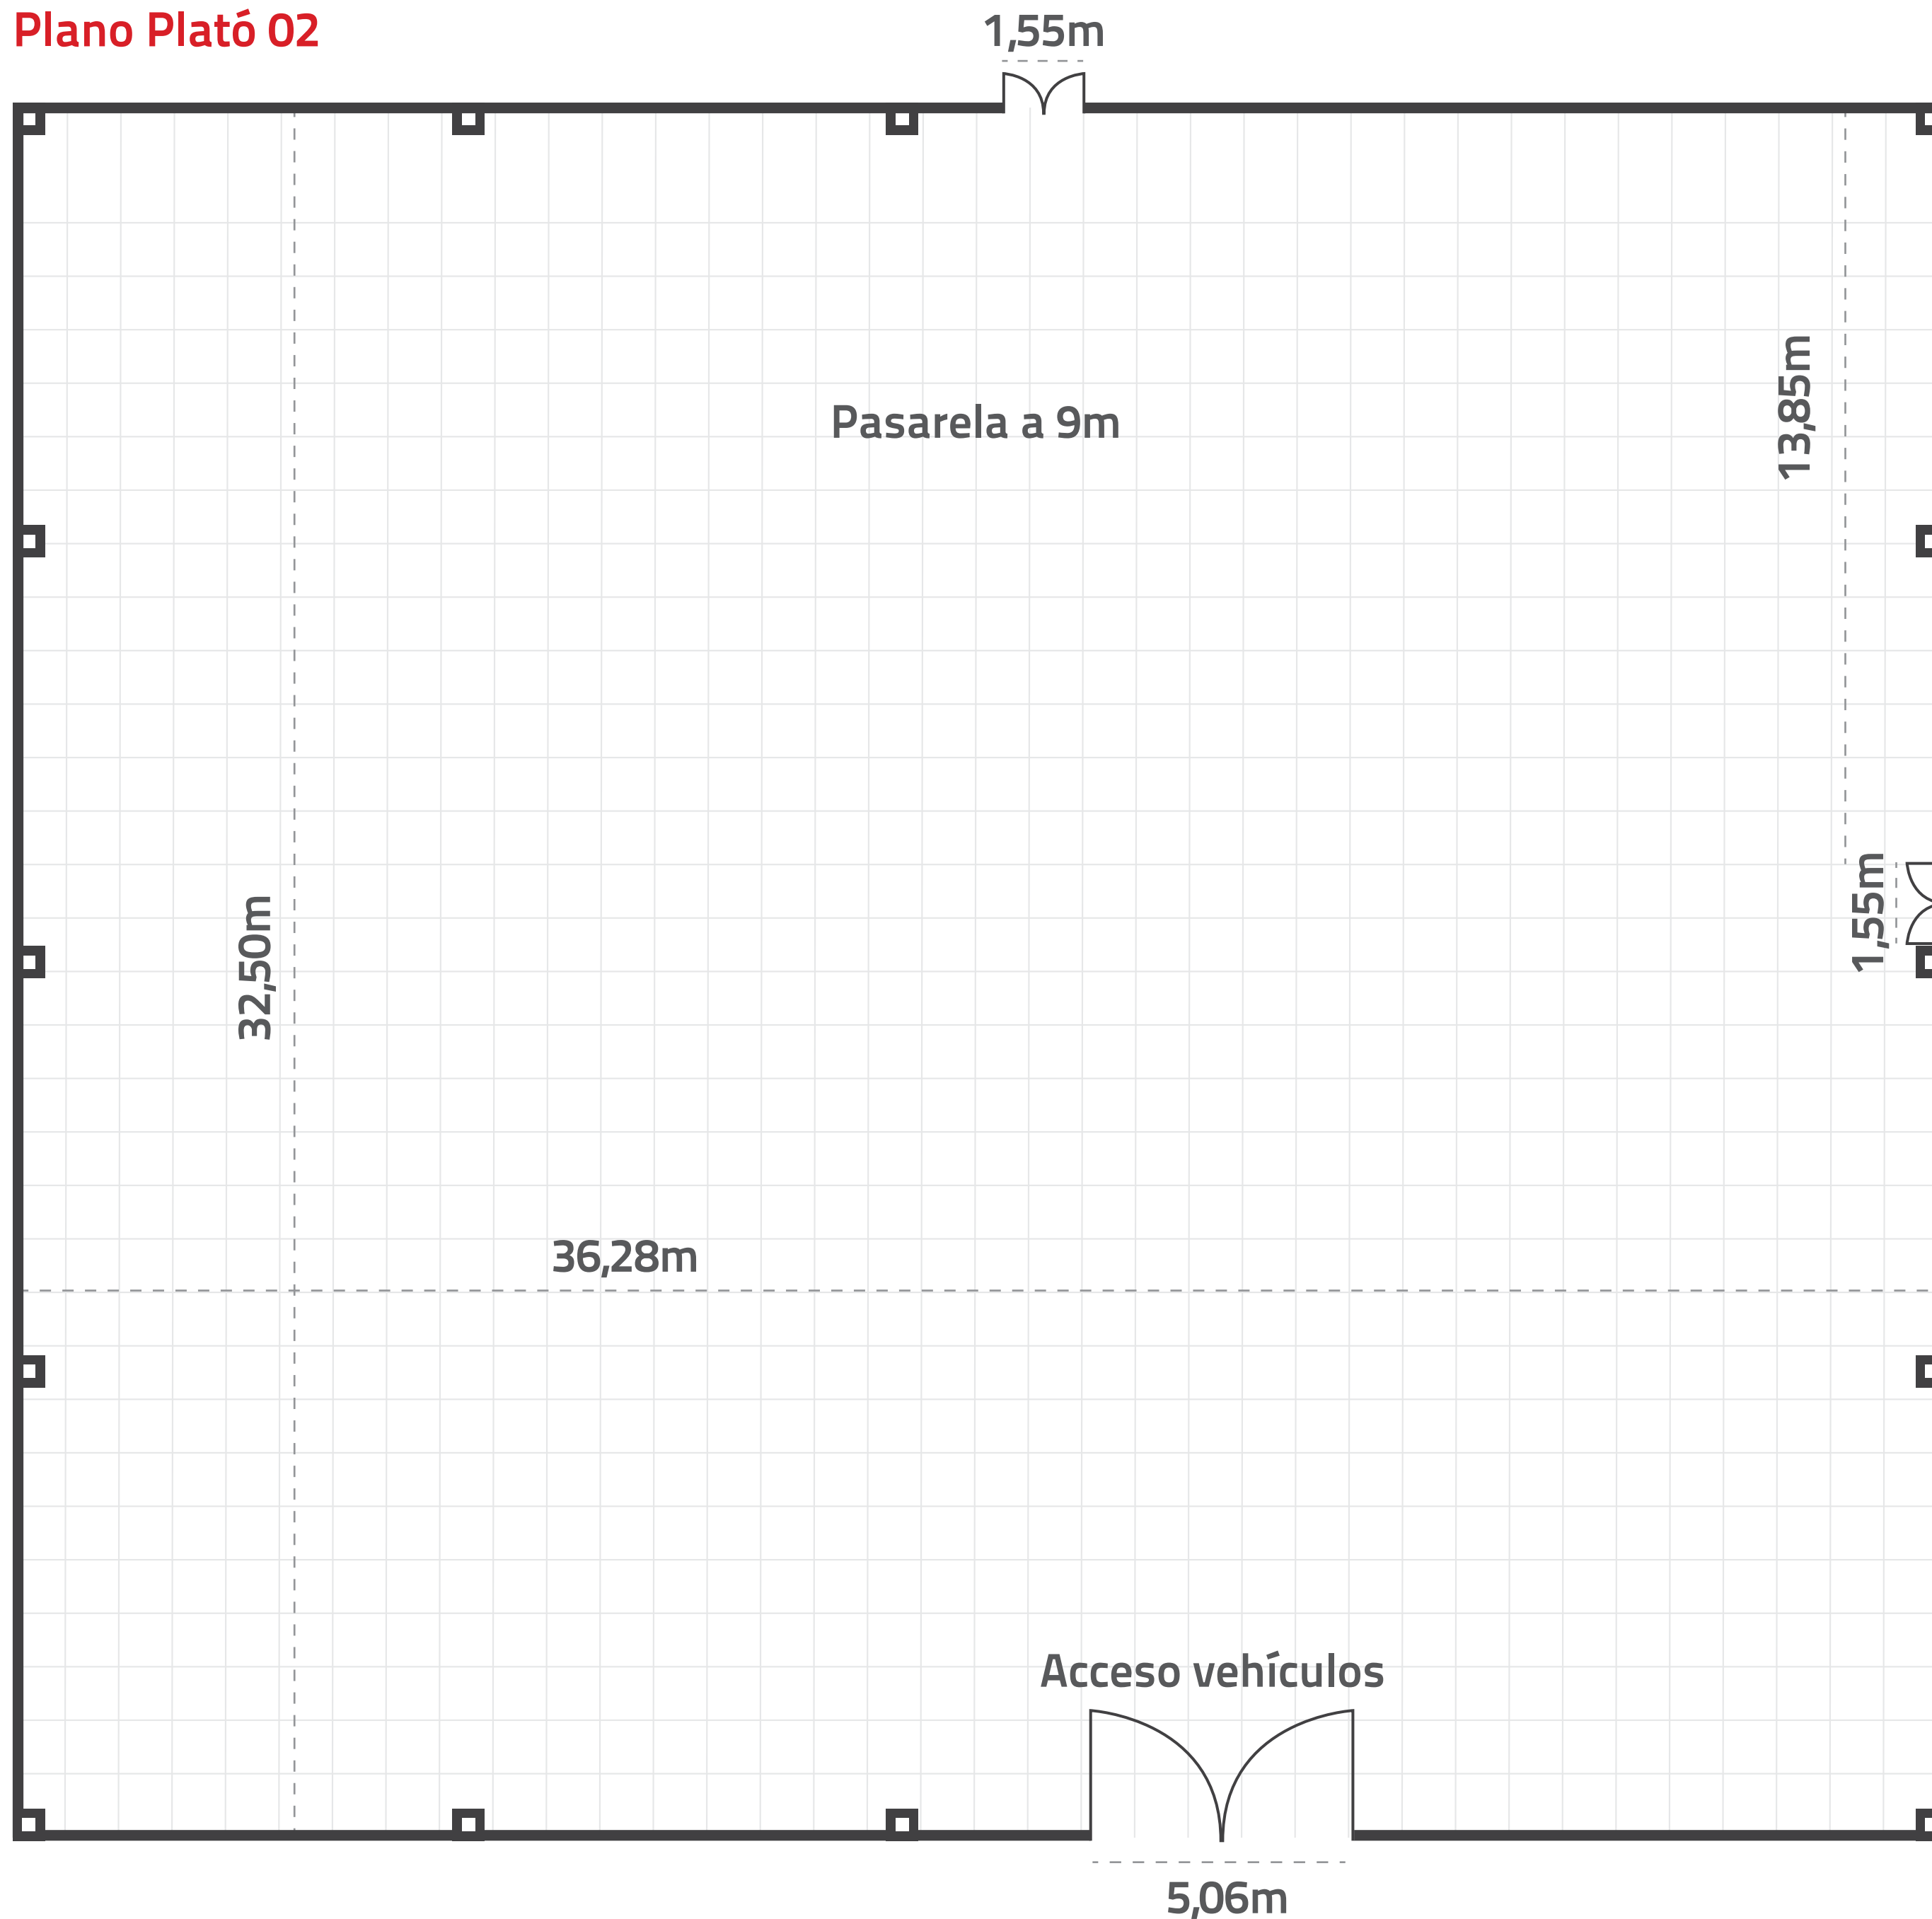 Plano Plató 02
1,55m
13,85m
Pasarela a 9m
1,55m
32,50m
36,28m
Acceso vehículos
5,06m